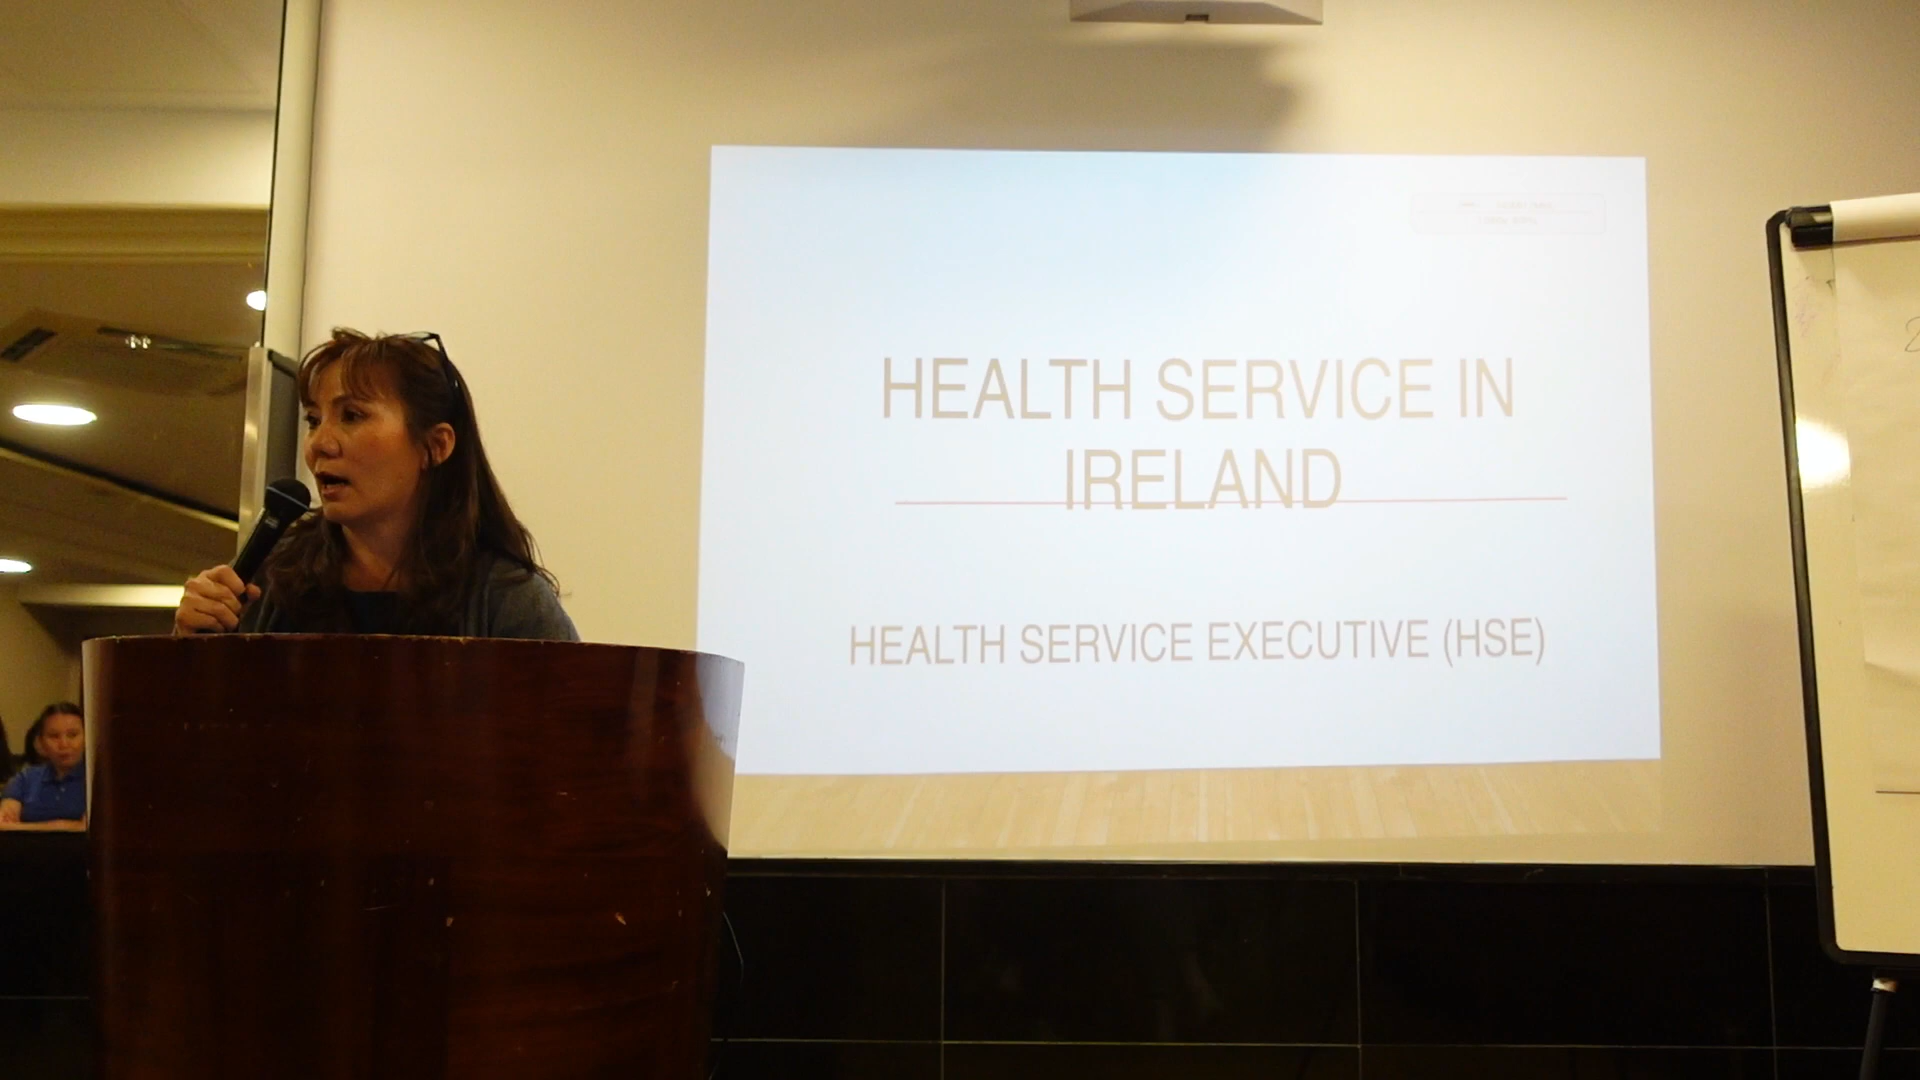 HEALTH SERVICE IN
IRELAND
HEALTH SERVICE EXECUTIVE (HSE)